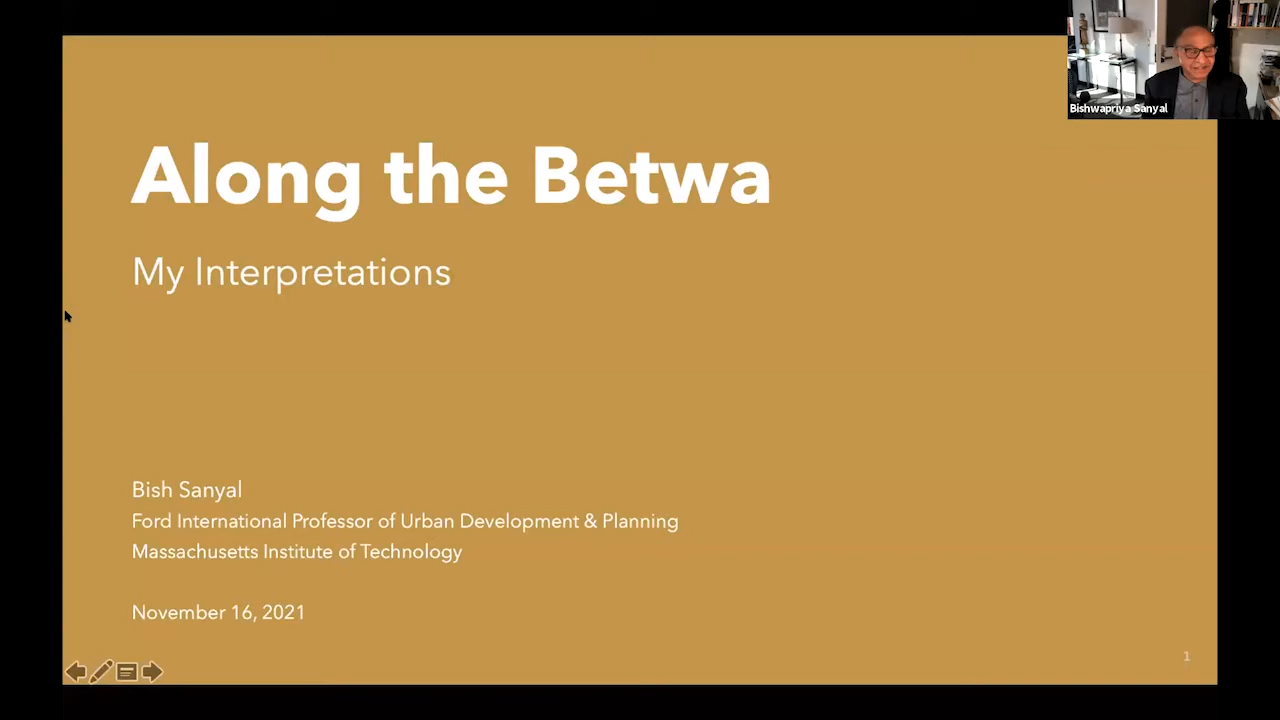 Bishwapriya Sanyal
Along the Betwa
My Interpretations
Bish Sanyal
Ford International Professor of Urban Development & Planning
Massachusetts Institute of Technology
November 16, 2021
1